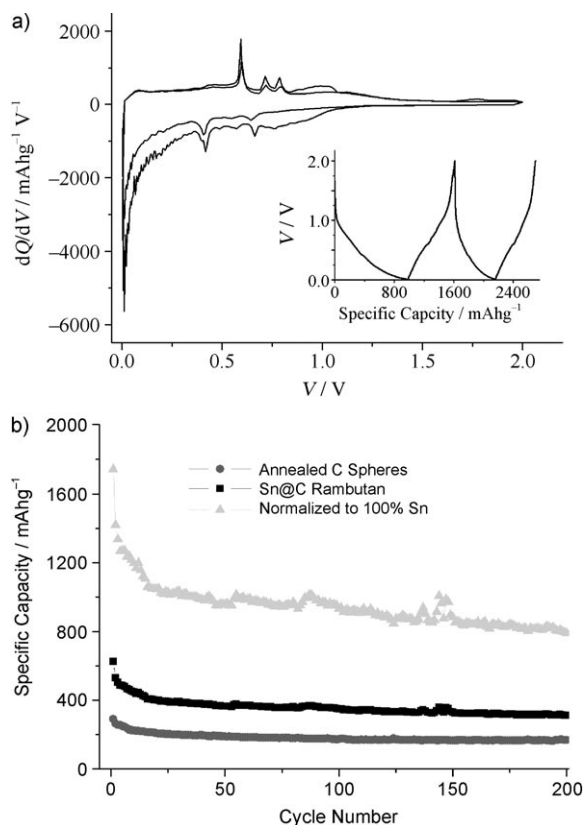 a)
2000
0
−2000
−4000
−6000
dQ/dV / mAhg⁻¹ V⁻¹
0.0 0.5 1.0 1.5 2.0
V / V
2.0
1.0
0.0
V / V
0 800 1600 2400
Specific Capcity / mAhg⁻¹
b)
2000
1600
1200
800
400
0
Specific Capacity / mAhg⁻¹
Annealed C Spheres
Sn@C Rambutan
Normalized to 100% Sn
0 50 100 150 200
Cycle Number